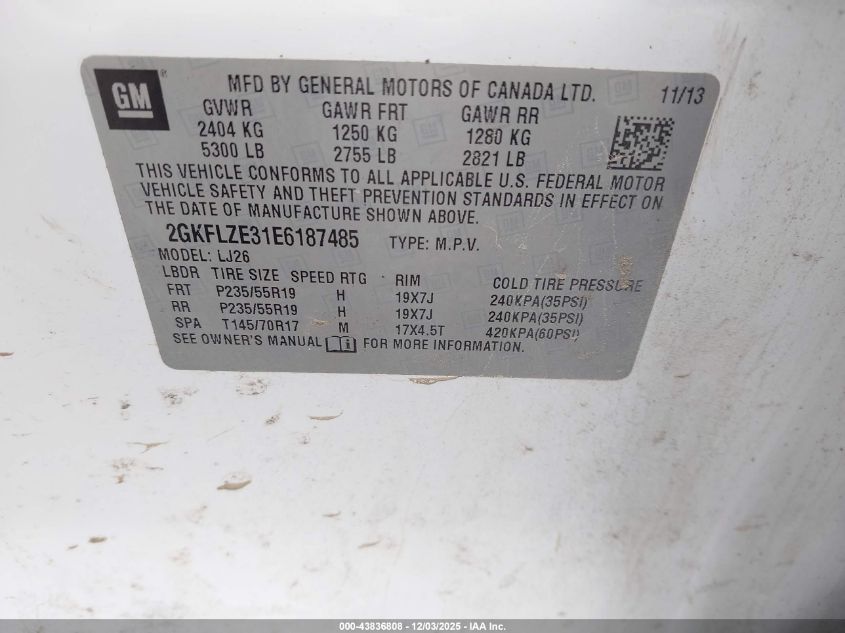 GM ® MFD BY GENERAL MOTORS OF CANADA LTD. 11/13
GVWR GAWR FRT GAWR RR
2404 KG 1250 KG 1280 KG
5300 LB 2755 LB 2821 LB
THIS VEHICLE CONFORMS TO ALL APPLICABLE U.S. FEDERAL MOTOR
VEHICLE SAFETY AND THEFT PREVENTION STANDARDS IN EFFECT ON
THE DATE OF MANUFACTURE SHOWN ABOVE.
2GKFLZE31E6187485 TYPE: M.P.V.
MODEL: LJ26
LBDR TIRE SIZE SPEED RTG RIM COLD TIRE PRESSURE
FRT P235/55R19 H 19X7J 240KPA(35PSI)
RR P235/55R19 H 19X7J 240KPA(35PSI)
SPA T145/70R17 M 17X4.5T 420KPA(60PSI)
SEE OWNER'S MANUAL FOR MORE INFORMATION.
000-43836808 - 12/03/2025 - IAA Inc.